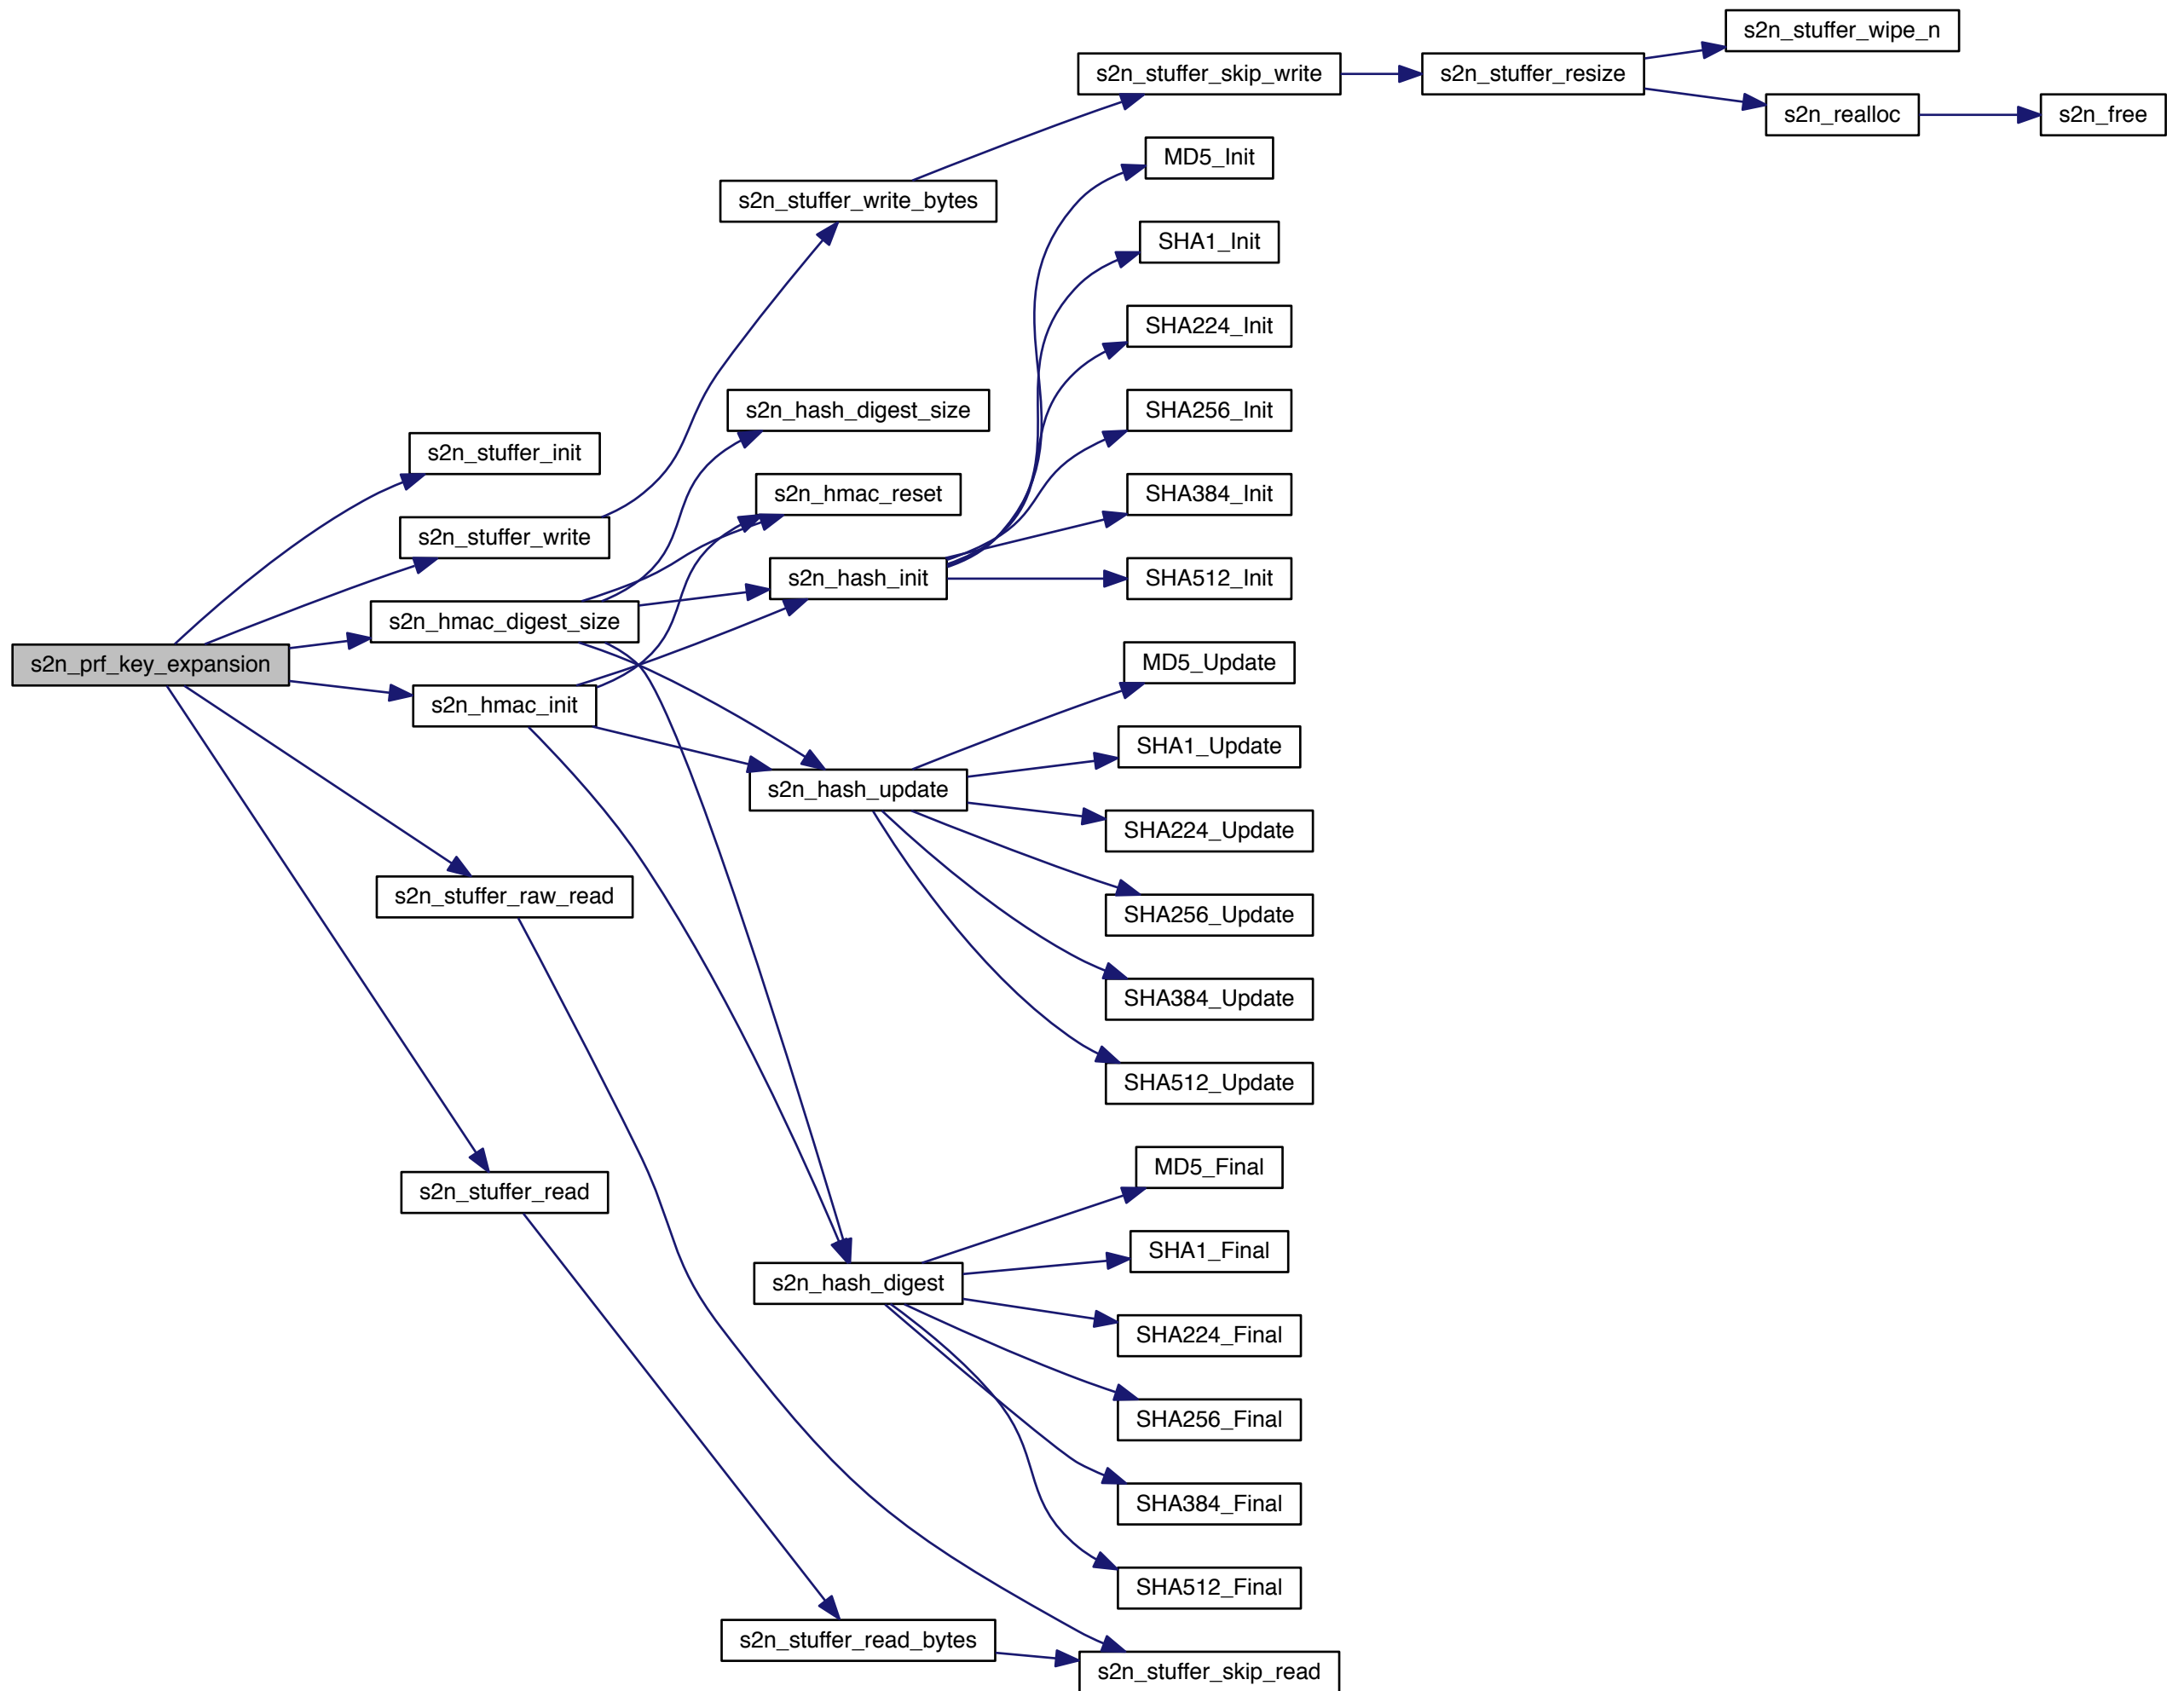 s2n_stuffer_wipe_n
s2n_stuffer_skip_write
s2n_stuffer_resize
s2n_realloc
s2n_free
MD5_Init
s2n_stuffer_write_bytes
SHA1_Init
SHA224_Init
s2n_hash_digest_size
SHA256_Init
s2n_stuffer_init
s2n_hmac_reset
SHA384_Init
s2n_stuffer_write
s2n_hash_init
SHA512_Init
s2n_hmac_digest_size
s2n_prf_key_expansion
MD5_Update
s2n_hmac_init
SHA1_Update
s2n_hash_update
SHA224_Update
s2n_stuffer_raw_read
SHA256_Update
SHA384_Update
SHA512_Update
MD5_Final
s2n_stuffer_read
SHA1_Final
s2n_hash_digest
SHA224_Final
SHA256_Final
SHA384_Final
SHA512_Final
s2n_stuffer_read_bytes
s2n_stuffer_skip_read